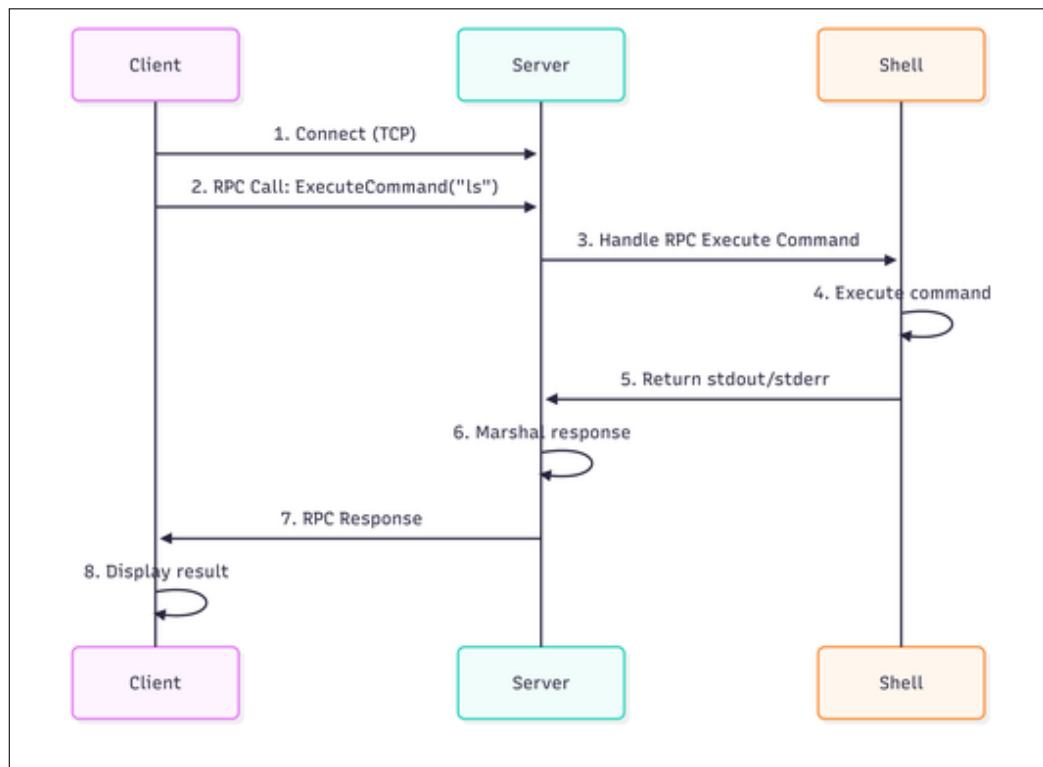 Client
Server
Shell
1. Connect (TCP)
2. RPC Call: ExecuteCommand("ls")
3. Handle RPC Execute Command
4. Execute command
5. Return stdout/stderr
6. Marshal response
7. RPC Response
8. Display result
Client
Server
Shell